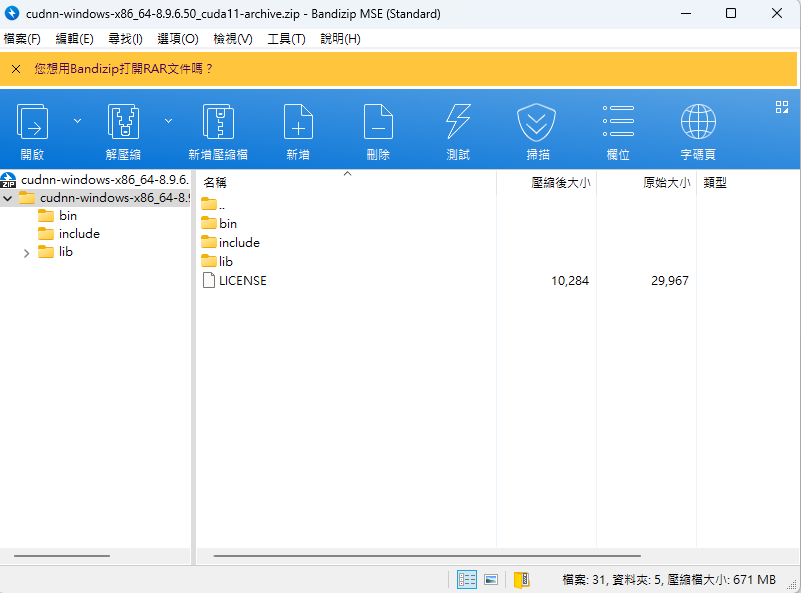 cudnn-windows-x86_64-8.9.6.50_cuda11-archive.zip - Bandizip MSE (Standard)
檔案(F) 編輯(E) 尋找(I) 選項(O) 檢視(V) 工具(T) 說明(H)
您想用Bandizip打開RAR文件嗎？
開啟 解壓縮 新增壓縮檔 新增 刪除 測試 掃描 欄位 字碼頁
ZIP cudnn-windows-x86_64-8.9.6.
cudnn-windows-x86_64-8.9
bin
include
lib
名稱 壓縮後大小 原始大小 類型
..
bin
include
lib
LICENSE 10,284 29,967
檔案: 31, 資料夾: 5, 壓縮檔大小: 671 MB